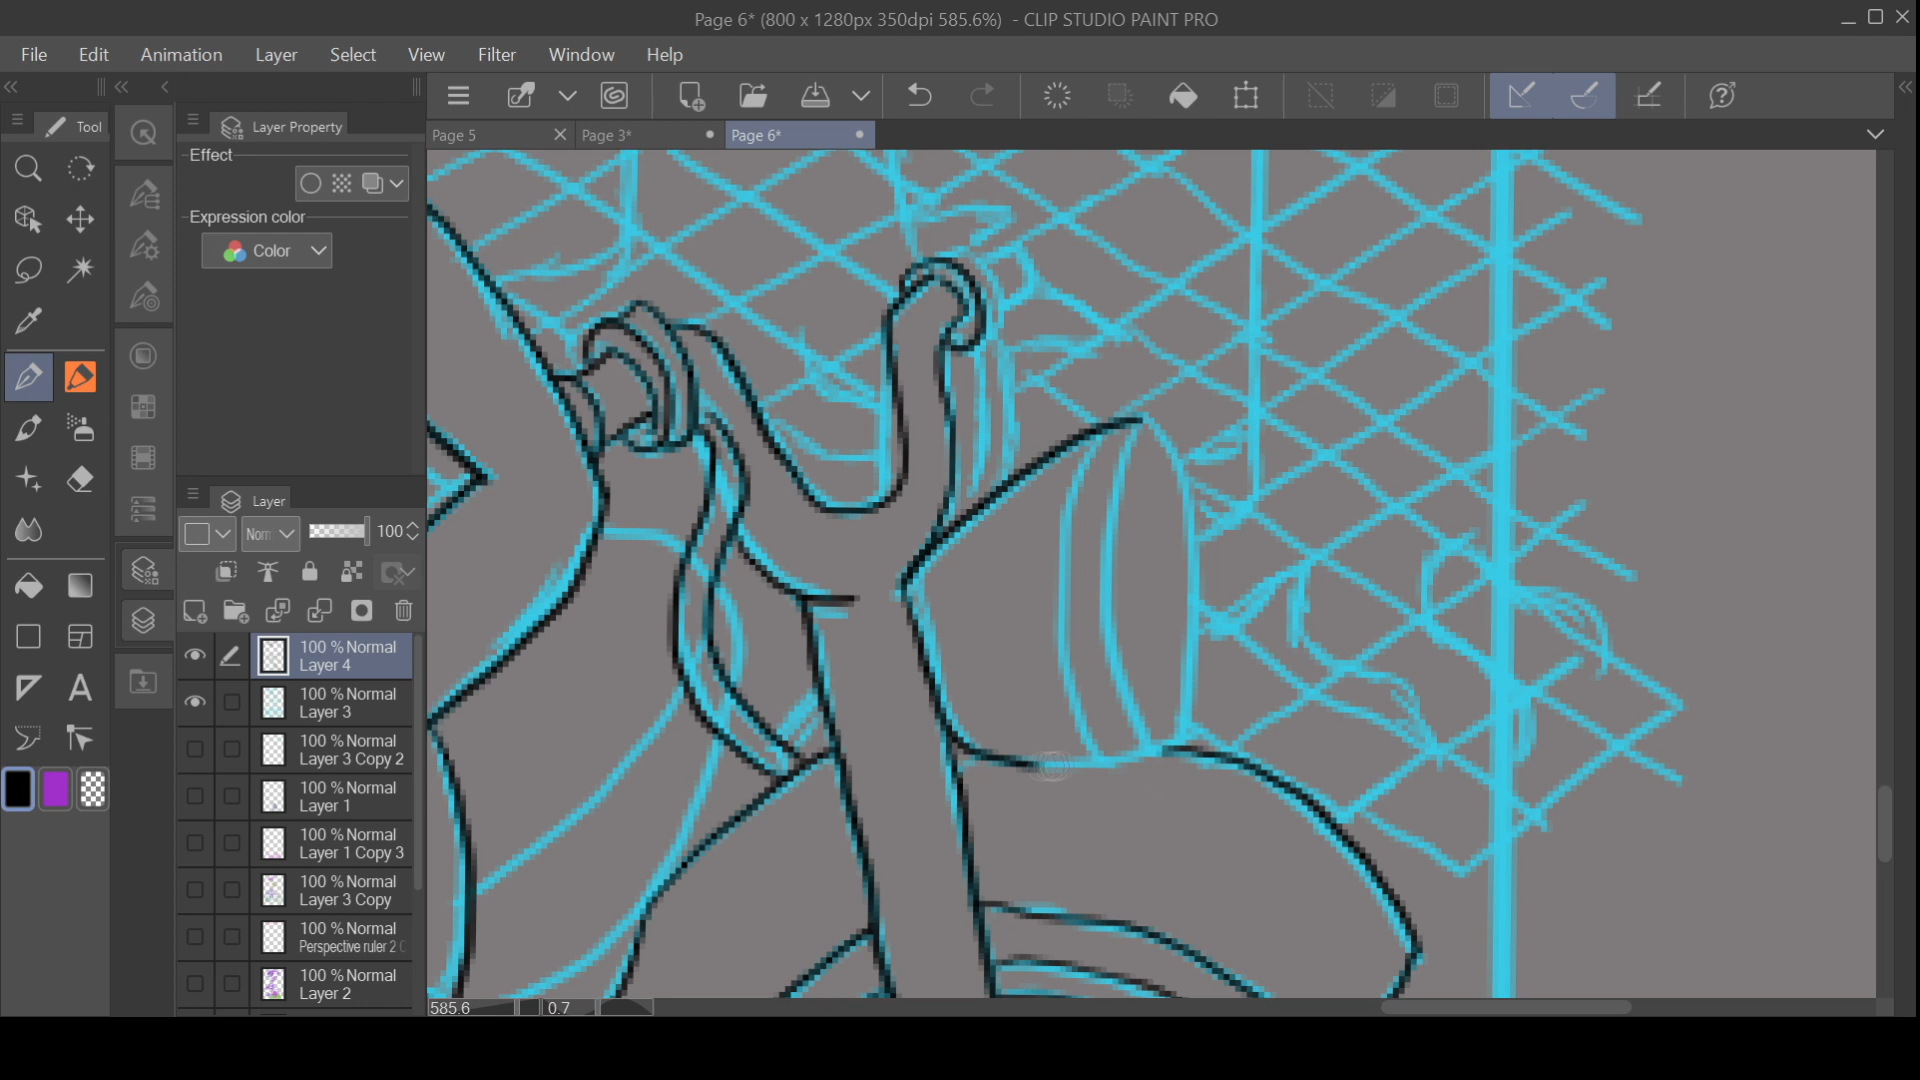 Page 6* (800 x 1280px 350dpi 585.6%) - CLIP STUDIO PAINT PRO
File Edit Animation Layer Select View Filter Window Help
Tool
Layer Property
Page 5 Page 3* Page 6*
Effect
Expression color
Color
Layer
Norm 100
100 % Normal
Layer 4
100 % Normal
Layer 3
100 % Normal
Layer 3 Copy 2
100 % Normal
Layer 1
100 % Normal
Layer 1 Copy 3
100 % Normal
Layer 3 Copy
100 % Normal
Perspective ruler 2 C
100 % Normal
Layer 2
585.6 0.7